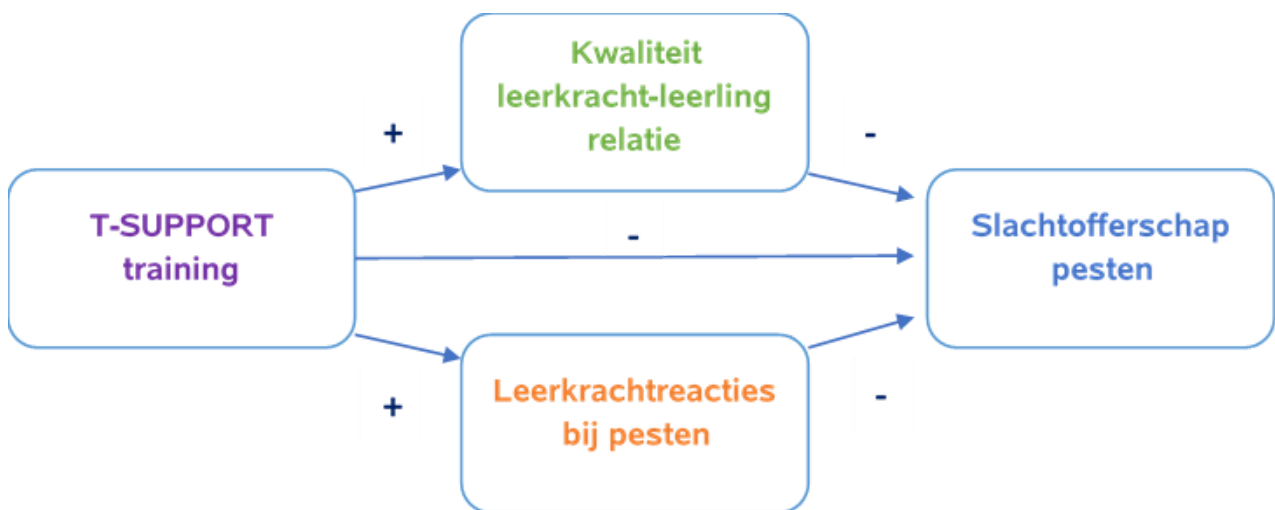 Kwaliteit
leerkracht-leerling
relatie
+
-
T-SUPPORT
training
-
Slachtofferschap
pesten
+
Leerkrachtreacties
bij pesten
-